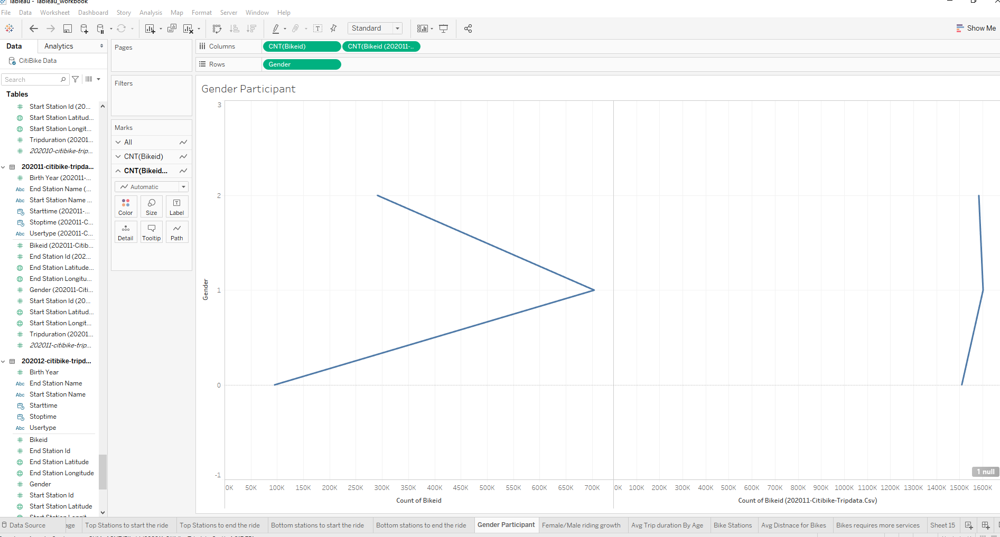 Tableau - Tableau_workbook
File Data Worksheet Dashboard Story Analysis Map Format Server Window Help
Standard
Show Me
Data Analytics
CitiBike Data
Search
Tables
Start Station Id (20...
Start Station Latitud...
Start Station Longit...
Tripduration (20201...
202010-citibike-trip...
202011-citibike-tripda...
Birth Year (202011-...
Abc End Station Name (...
Abc Start Station Name ...
Starttime (202011-...
Stoptime (202011-C...
Abc Usertype (202011-C...
Bikeid (202011-Citib...
End Station Id (202...
End Station Latitude...
End Station Longitu...
Gender (202011-Citi...
Start Station Id (20...
Start Station Latitud...
Start Station Longit...
Tripduration (20201...
202011-citibike-trip...
202012-citibike-tripd...
Birth Year
Abc End Station Name
Abc Start Station Name
Starttime
Stoptime
Abc Usertype
Bikeid
End Station Id
End Station Latitude
End Station Longitude
Gender
Start Station Id
Start Station Latitude
Pages
Filters
Marks
All
CNT(Bikeid)
CNT(Bikeid...
Automatic
Color Size Label
Detail Tooltip Path
Columns CNT(Bikeid) CNT(Bikeid (202011-..
Rows Gender
Gender Participant
3
2
1
0
-1
Gender
1 null
0K 50K 100K 150K 200K 250K 300K 350K 400K 450K 500K 550K 600K 650K 700K
Count of Bikeid
0K 100K 200K 300K 400K 500K 600K 700K 800K 900K 1000K 1100K 1200K 1300K 1400K 1500K 1600K
Count of Bikeid (202011-Citibike-Tripdata.Csv)
Data Source age Top Stations to start the ride Top Stations to end the ride Bottom stations to start the ride Bottom stations to end the ride Gender Participant Female/Male riding growth Avg Trip duration By Age Bike Stations Avg Distnace for Bikes Bikes requires more services Sheet 15